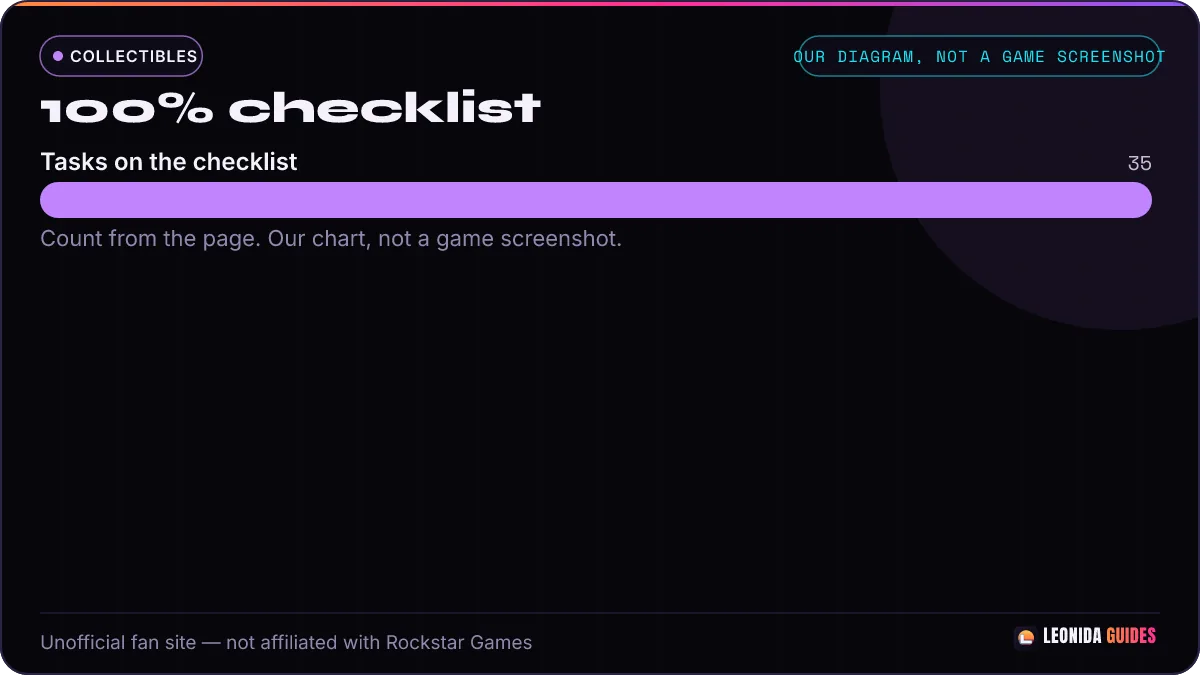 COLLECTIBLES
OUR DIAGRAM, NOT A GAME SCREENSHOT
100% checklist
Tasks on the checklist
35
Count from the page. Our chart, not a game screenshot.
Unofficial fan site — not affiliated with Rockstar Games
LEONIDA GUIDES